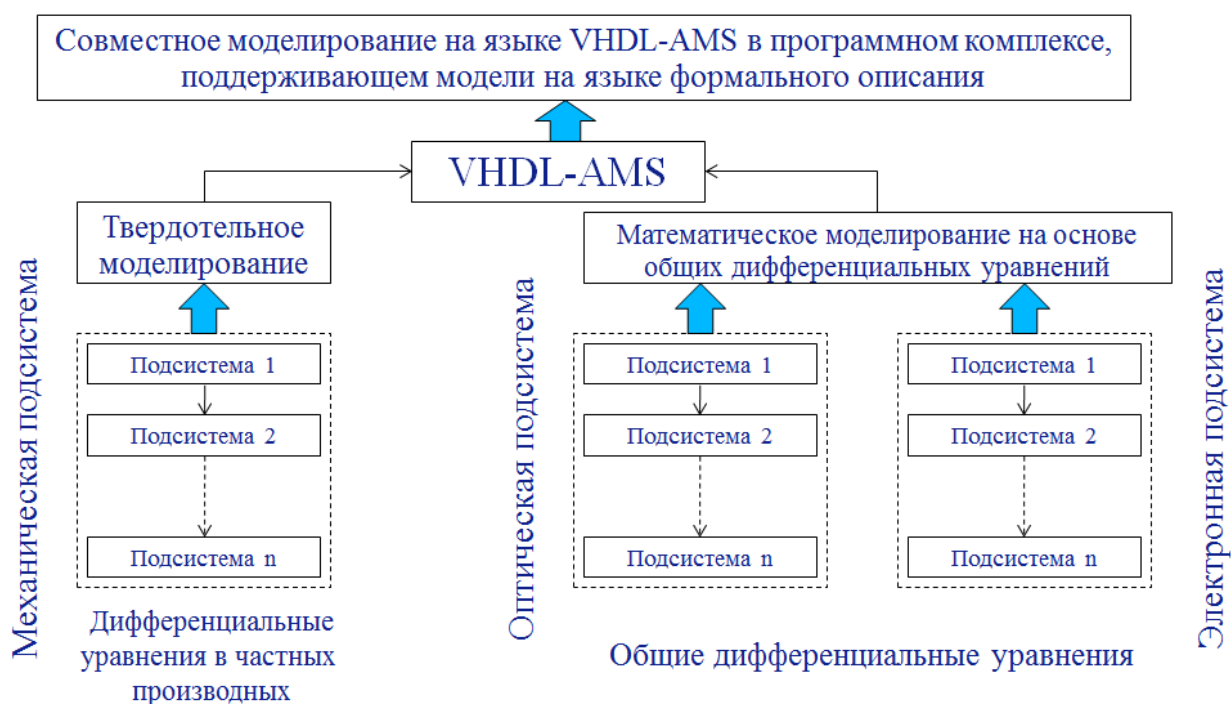 Совместное моделирование на языке VHDL-AMS в программном комплексе,
поддерживающем модели на языке формального описания
VHDL-AMS
Твердотельное
моделирование
Математическое моделирование на основе
общих дифференциальных уравнений
Механическая подсистема
Подсистема 1
Подсистема 2
Подсистема n
Дифференциальные
уравнения в частных
производных
Оптическая подсистема
Подсистема 1
Подсистема 2
Подсистема n
Подсистема 1
Подсистема 2
Подсистема n
Электронная подсистема
Общие дифференциальные уравнения